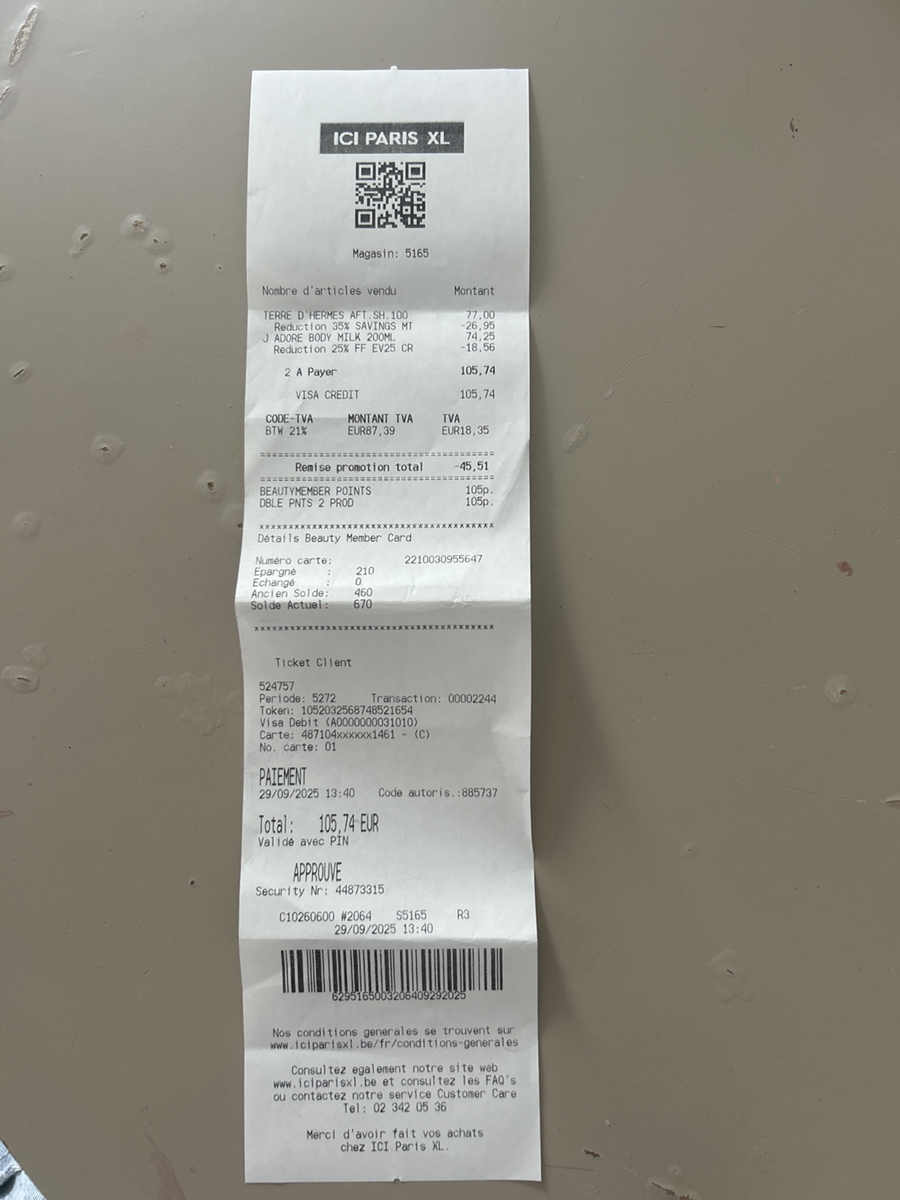 ICI PARIS XL
Magasin: 5165
Nombre d'articles vendu Montant
TERRE D'HERMES AFT.SH.100 77,00
Reduction 35% SAVINGS MT -26,95
J ADORE BODY MILK 200ML 74,25
Reduction 25% FF EV25 CR -18,56
2 A Payer 105,74
VISA CREDIT 105,74
CODE-TVA MONTANT TVA TVA
BTW 21% EUR87,39 EUR18,35
========================================
Remise promotion total -45,51
========================================
BEAUTYMEMBER POINTS 105p.
DBLE PNTS 2 PROD 105p.
****************************************
Détails Beauty Member Card
Numéro carte: 2210030955647
Epargné : 210
Echangé : 0
Ancien Solde: 460
Solde Actuel: 670
****************************************
Ticket Client
524757
Periode: 5272 Transaction: 00002244
Token: 1052032568748521654
Visa Debit (A0000000031010)
Carte: 487104xxxxxx1461 - (C)
No. carte: 01
PAIEMENT
29/09/2025 13:40 Code autoris.:885737
Total: 105,74 EUR
Validé avec PIN
APPROUVE
Security Nr: 44873315
C10260600 #2064 S5165 R3
29/09/2025 13:40
6295165003206409292025
Nos conditions generales se trouvent sur
www.iciparisxl.be/fr/conditions-generales
Consultez egalement notre site web
www.iciparisxl.be et consultez les FAQ's
ou contactez notre service Customer Care
Tel: 02 342 05 36
Merci d'avoir fait vos achats
chez ICI Paris XL.